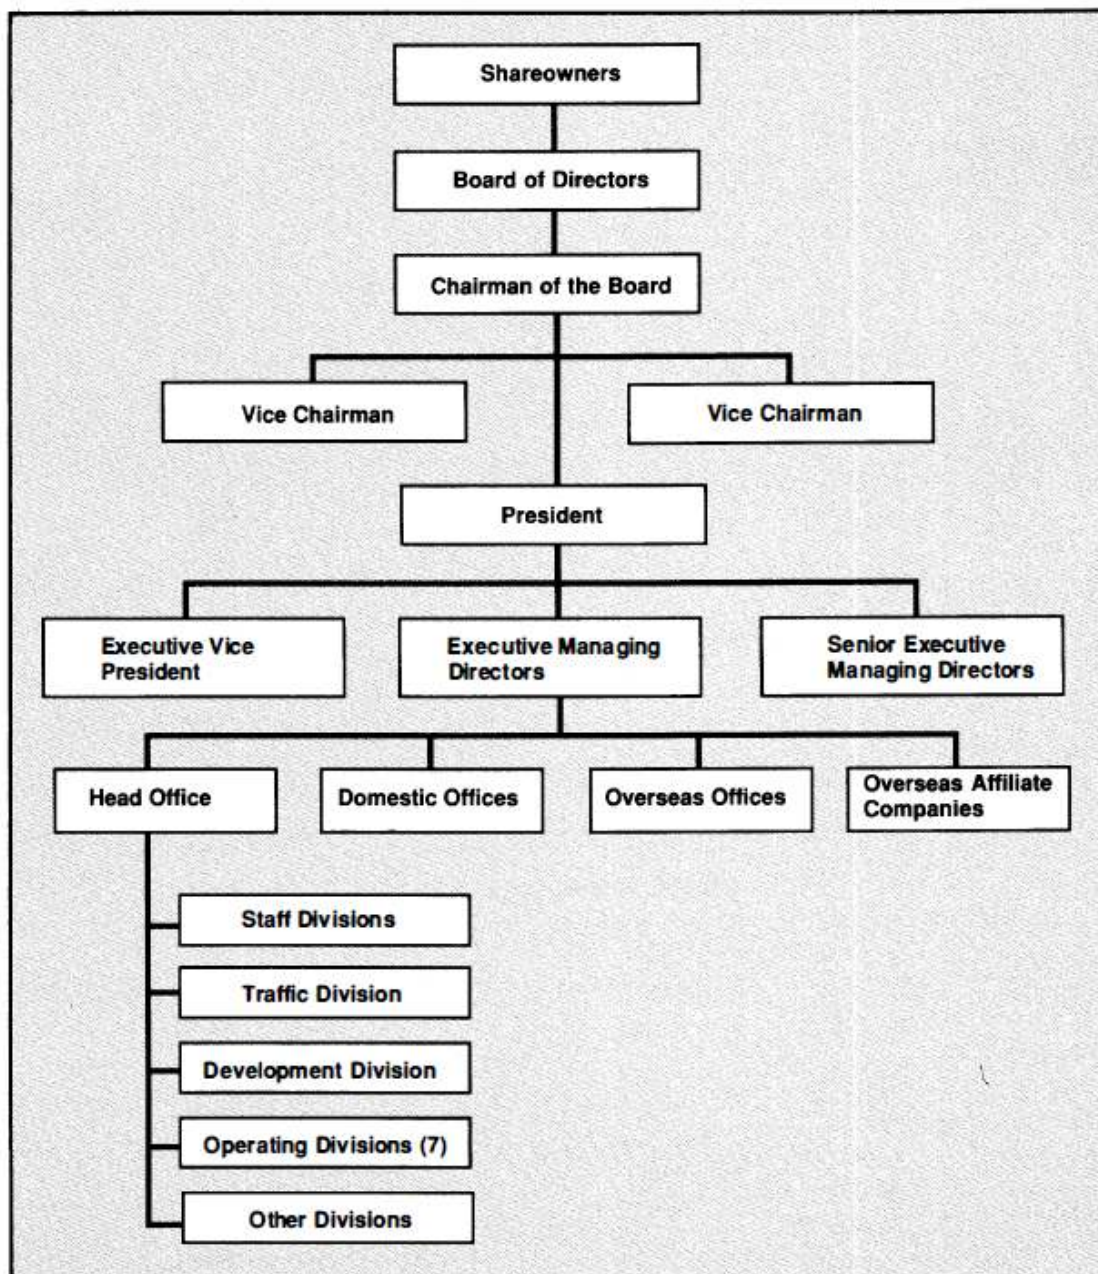 Shareowners
Board of Directors
Chairman of the Board
Vice Chairman
Vice Chairman
President
Executive Vice
President
Executive Managing
Directors
Senior Executive
Managing Directors
Head Office
Domestic Offices
Overseas Offices
Overseas Affiliate
Companies
Staff Divisions
Traffic Division
Development Division
Operating Divisions (7)
Other Divisions